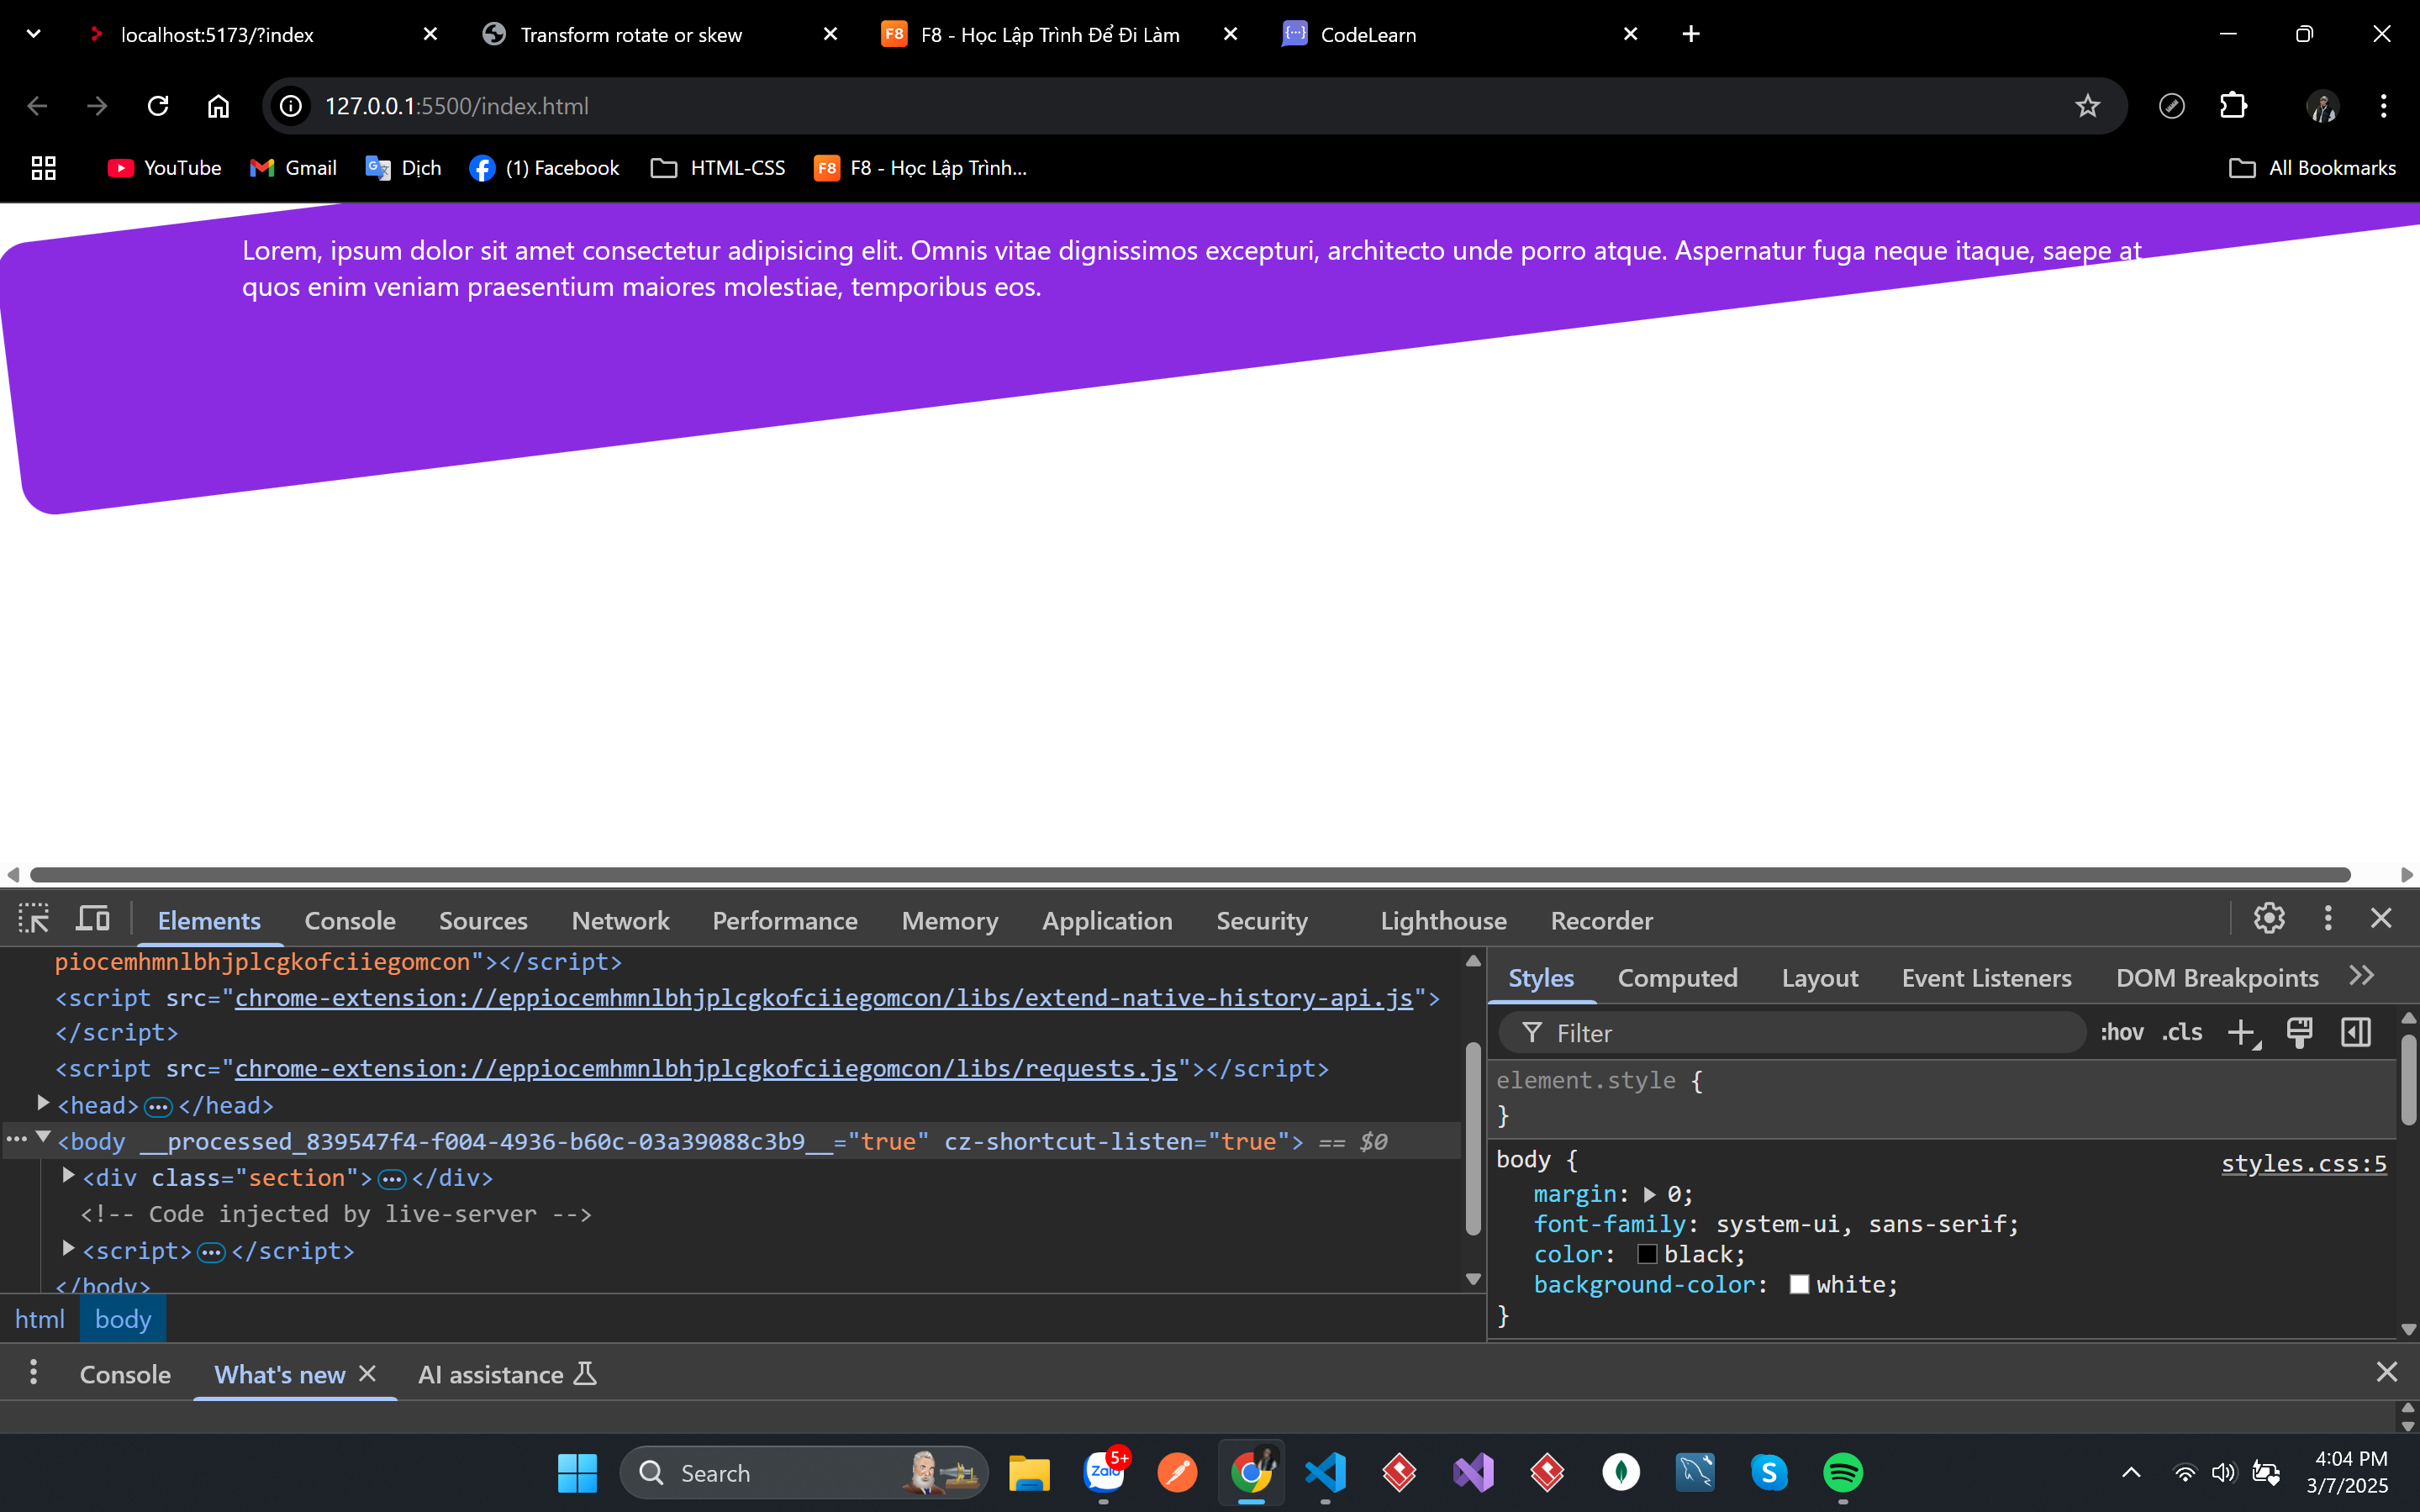 localhost:5173/?index
Transform rotate or skew
F8 F8 - Học Lập Trình Để Đi Làm
CodeLearn
127.0.0.1:5500/index.html
YouTube Gmail Dịch (1) Facebook HTML-CSS F8 F8 - Học Lập Trình... All Bookmarks
Lorem, ipsum dolor sit amet consectetur adipisicing elit. Omnis vitae dignissimos excepturi, architecto unde porro atque. Aspernatur fuga neque itaque, saepe at
quos enim veniam praesentium maiores molestiae, temporibus eos.
Elements Console Sources Network Performance Memory Application Security Lighthouse Recorder
piocemhmnlbhjplcgkofciiegomcon"></script>
<script src="chrome-extension://eppiocemhmnlbhjplcgkofciiegomcon/libs/extend-native-history-api.js">
</script>
<script src="chrome-extension://eppiocemhmnlbhjplcgkofciiegomcon/libs/requests.js"></script>
<head>…</head>
<body __processed_839547f4-f004-4936-b60c-03a39088c3b9__="true" cz-shortcut-listen="true"> == $0
<div class="section">…</div>
<!-- Code injected by live-server -->
<script>…</script>
</body>
html body
Styles Computed Layout Event Listeners DOM Breakpoints
Filter :hov .cls
element.style {
}
body { styles.css:5
margin: 0;
font-family: system-ui, sans-serif;
color: black;
background-color: white;
}
Console What's new AI assistance
Search
Zalo 5+
S
4:04 PM
3/7/2025